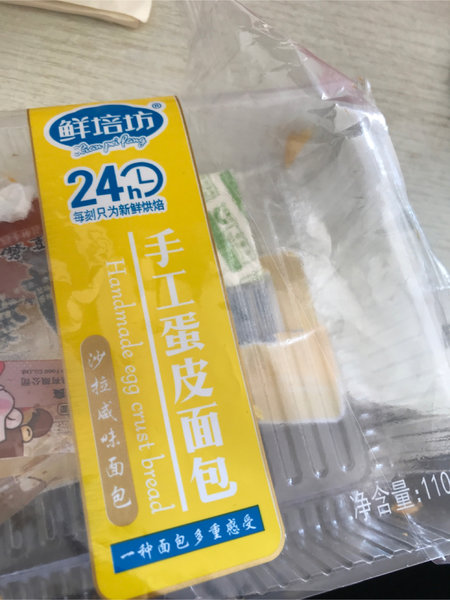 鲜培坊®
Xian pei fang
24h
每刻只为新鲜烘焙
手工蛋皮面包
Handmade egg crust bread
沙拉咸味面包
一种面包多重感受
净含量:110